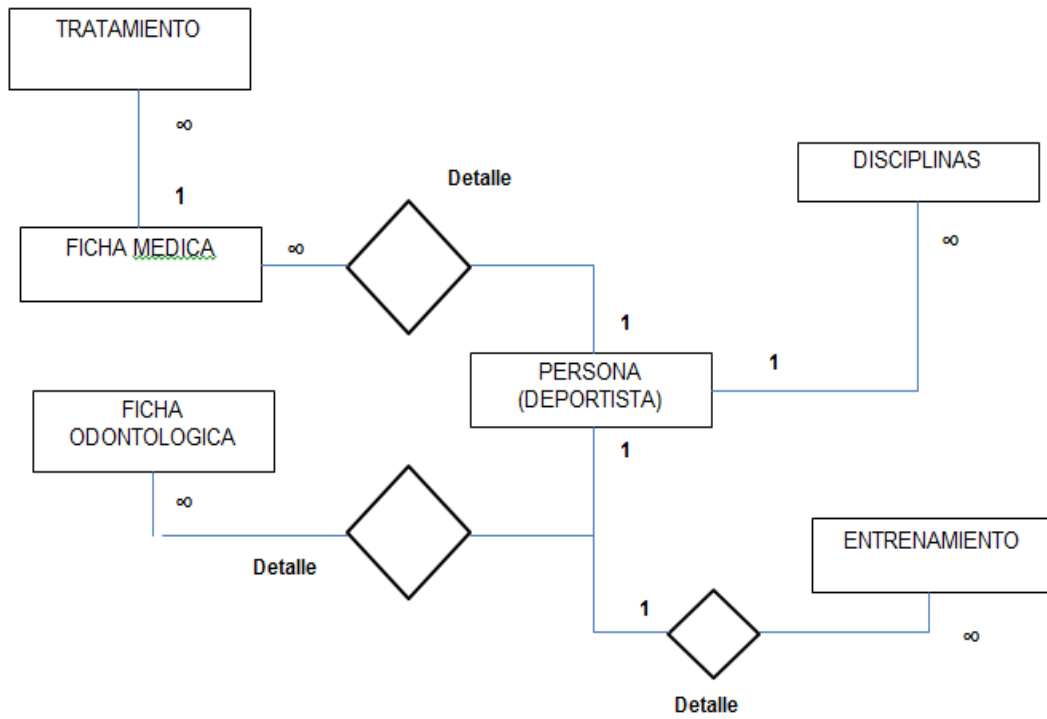 TRATAMIENTO
∞
1
FICHA MEDICA
∞
Detalle
1
DISCIPLINAS
∞
1
PERSONA
(DEPORTISTA)
1
FICHA
ODONTOLOGICA
∞
Detalle
ENTRENAMIENTO
1
∞
Detalle